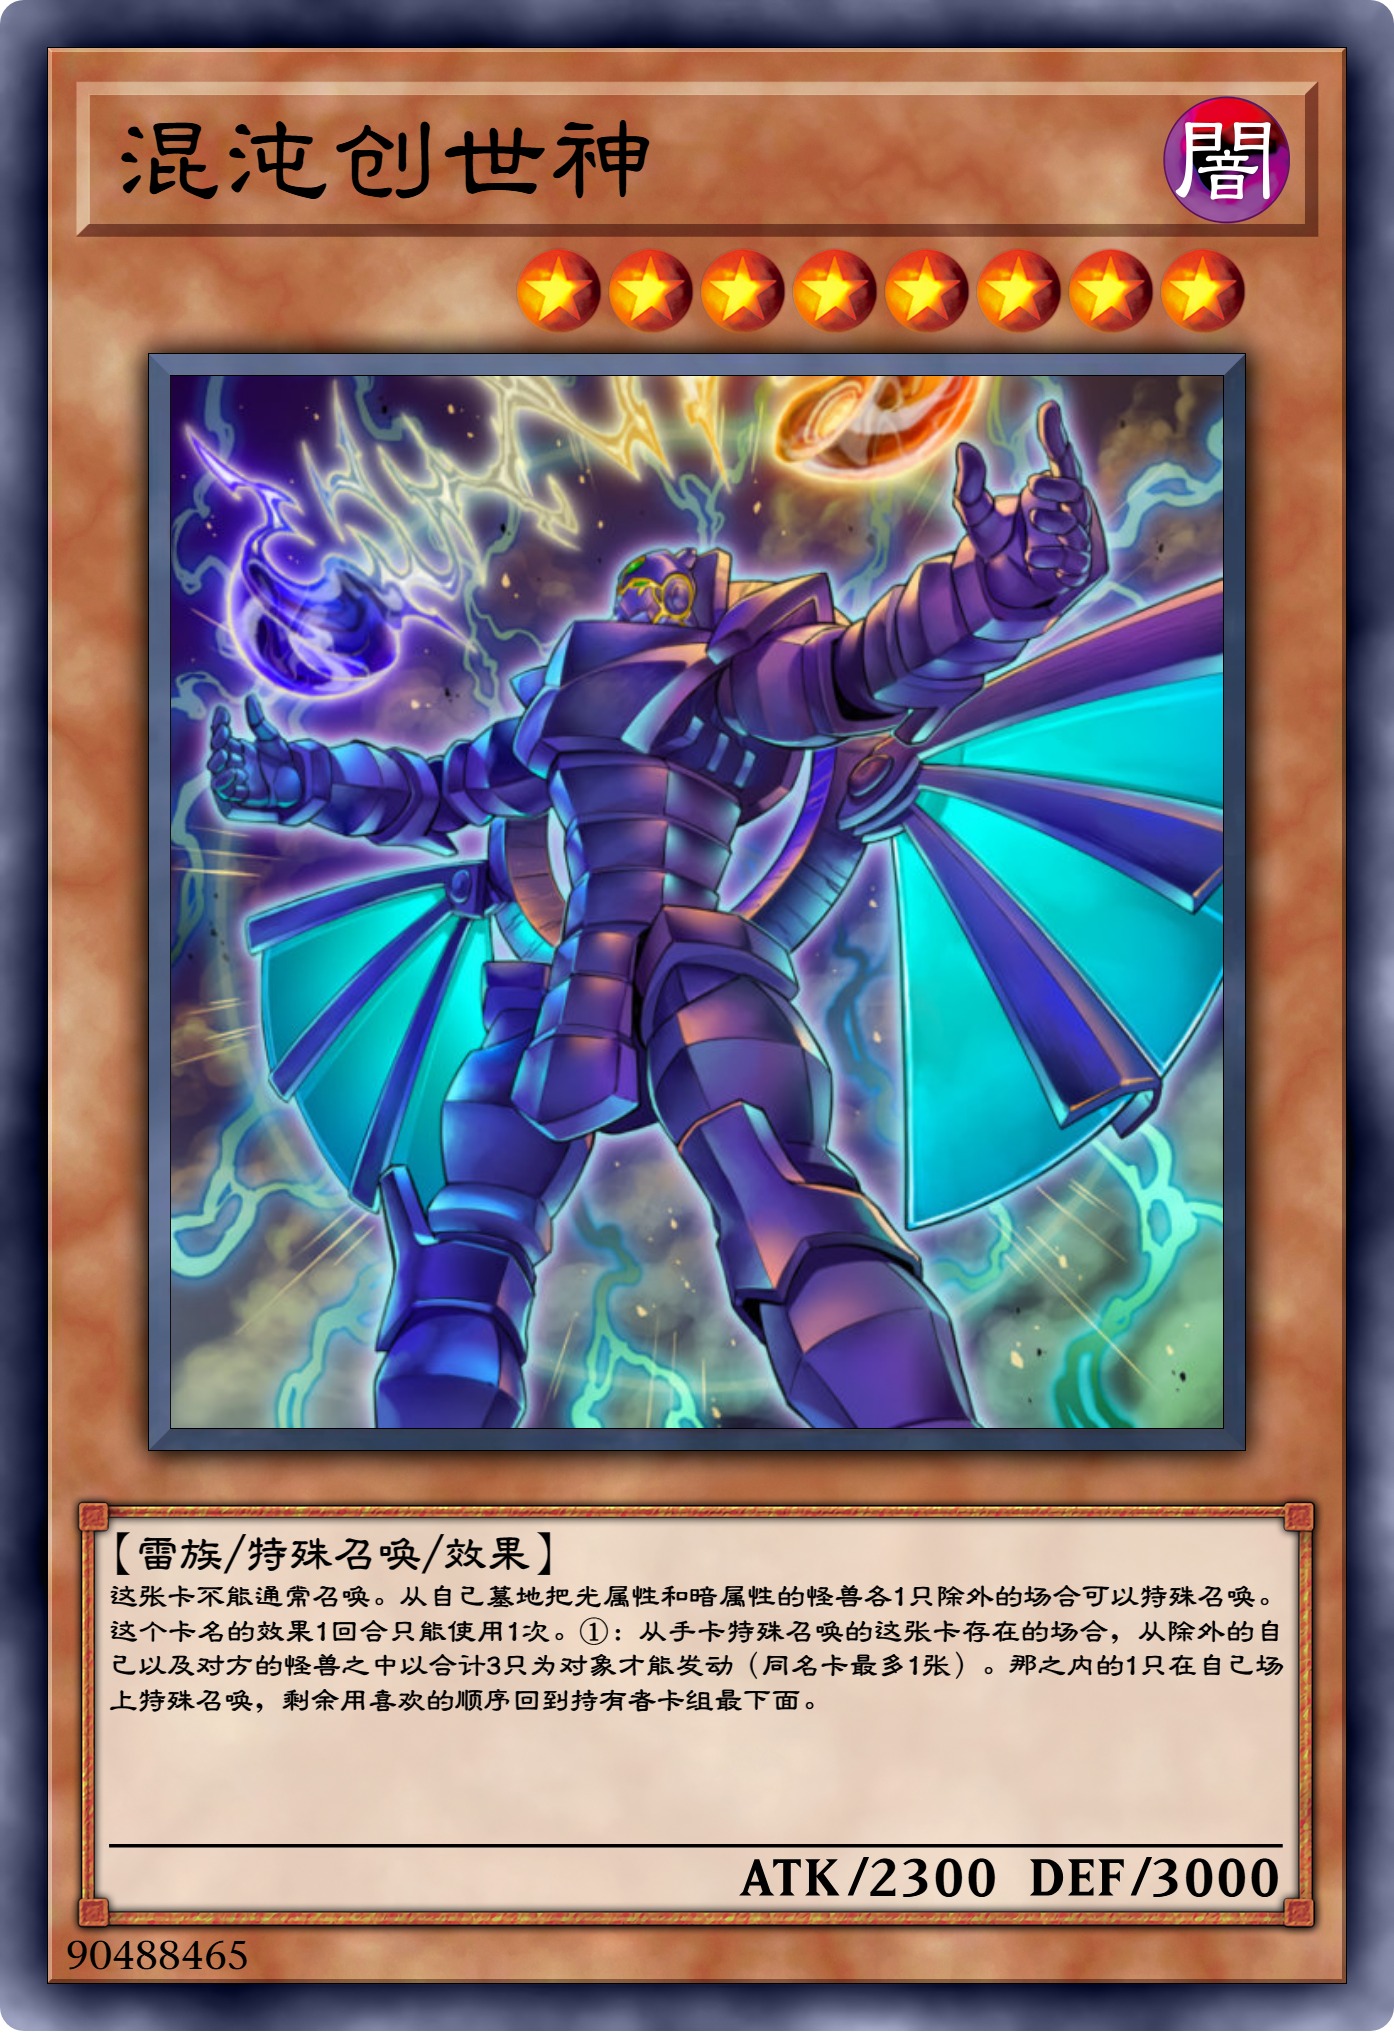 混沌创世神
闇
【雷族/特殊召唤/效果】
这张卡不能通常召唤。从自己墓地把光属性和暗属性的怪兽各1只除外的场合可以特殊召唤。
这个卡名的效果1回合只能使用1次。①：从手卡特殊召唤的这张卡存在的场合，从除外的自
己以及对方的怪兽之中以合计3只为对象才能发动（同名卡最多1张）。那之内的1只在自己场
上特殊召唤，剩余用喜欢的顺序回到持有者卡组最下面。
ATK/2300 DEF/3000
90488465